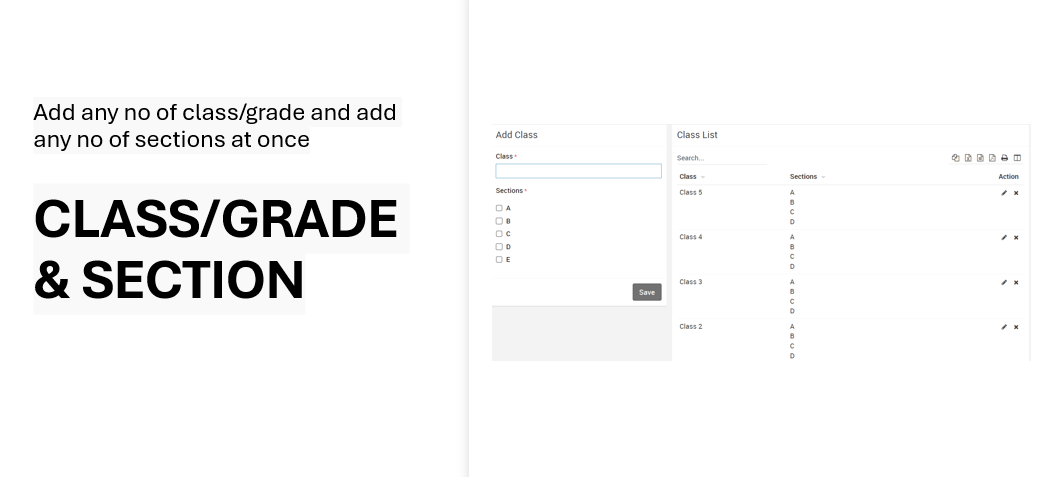 Add any no of class/grade and add
any no of sections at once
CLASS/GRADE
& SECTION
Add Class
Class *
Sections *
A
B
C
D
E
Save
Class List
Search...
Class Sections Action
Class 5 A
B
C
D
Class 4 A
B
C
D
Class 3 A
B
C
D
Class 2 A
B
C
D